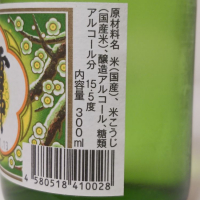 原材料名 米(国産)、米こうじ
(国産米)、醸造アルコール、糖類
アルコール分 15.5度
内容量 300ml
4 580518 410028